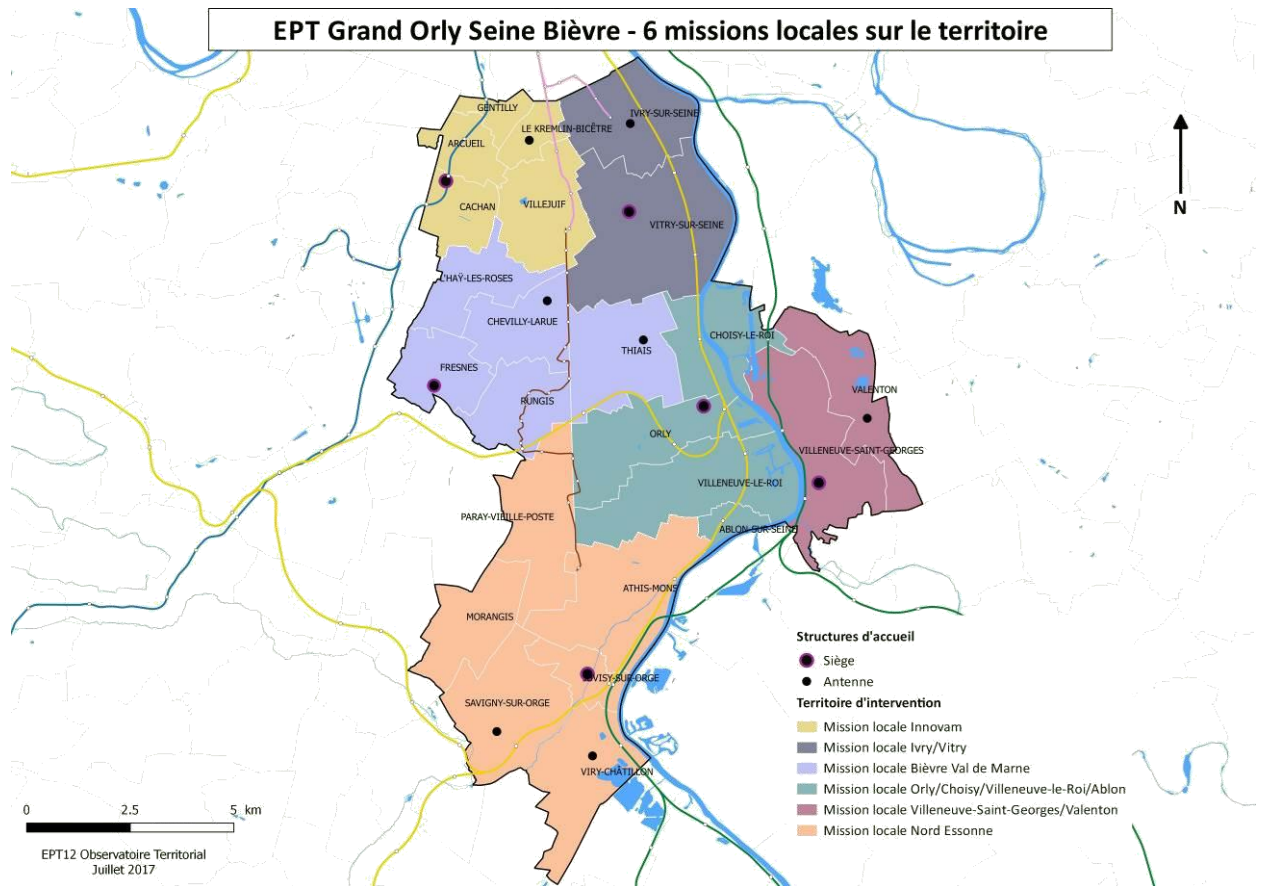 EPT Grand Orly Seine Bièvre - 6 missions locales sur le territoire
GENTILLY
IVRY-SUR-SEINE
LE KREMLIN-BICÊTRE
ARCUEIL
N
CACHAN
VILLEJUIF
VITRY-SUR-SEINE
L'HAŸ-LES-ROSES
CHEVILLY-LARUE
CHOISY-LE-ROI
THIAIS
FRESNES
VALENTON
RUNGIS
ORLY
VILLENEUVE-SAINT-GEORGES
VILLENEUVE-LE-ROI
PARAY-VIEILLE-POSTE
ABLON-SUR-SEINE
ATHIS-MONS
MORANGIS
JUVISY-SUR-ORGE
SAVIGNY-SUR-ORGE
VIRY-CHÂTILLON
Structures d'accueil
Siège
Antenne
Territoire d'intervention
Mission locale Innovam
Mission locale Ivry/Vitry
Mission locale Bièvre Val de Marne
Mission locale Orly/Choisy/Villeneuve-le-Roi/Ablon
Mission locale Villeneuve-Saint-Georges/Valenton
Mission locale Nord Essonne
0 2.5 5 km
EPT12 Observatoire Territorial
Juillet 2017